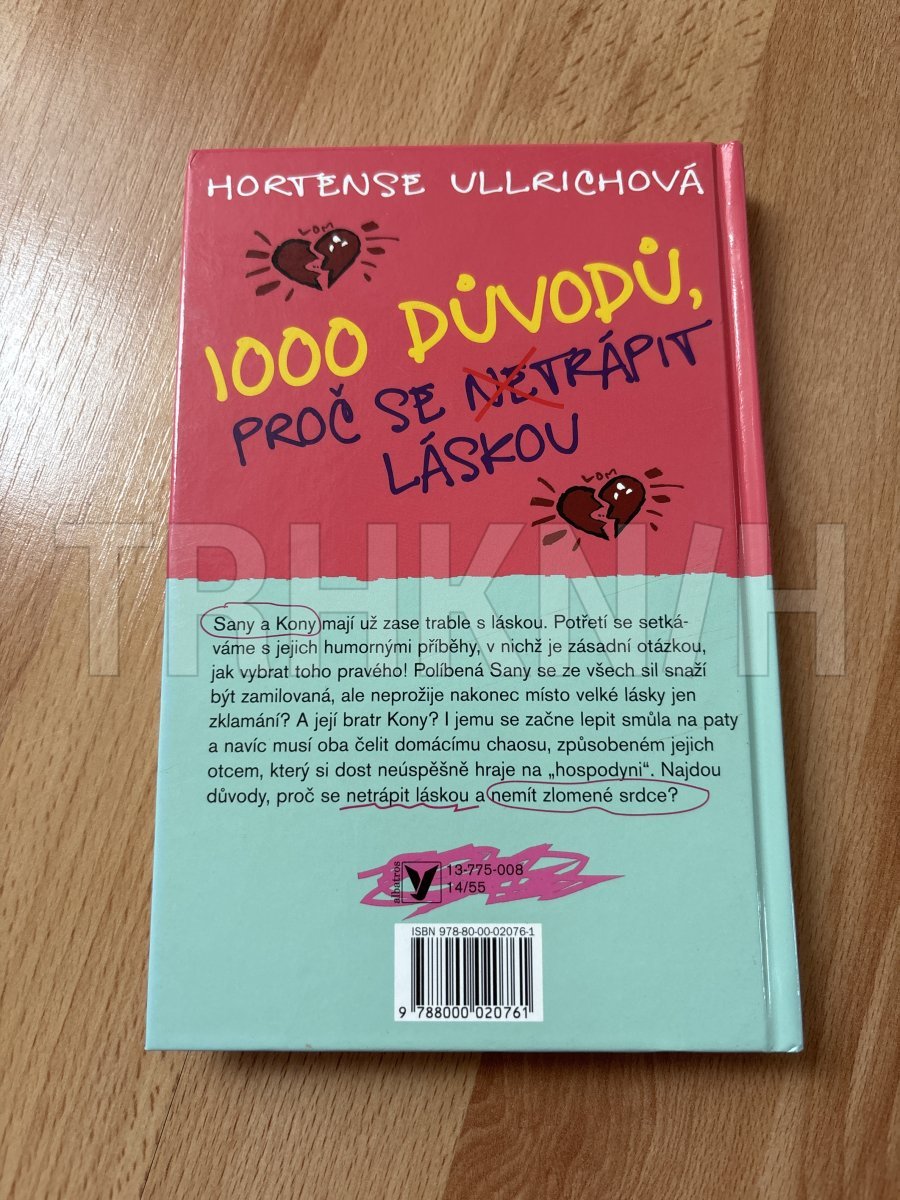 HORTENSE ULLRICHOVÁ
LOM
1000 DŮVODŮ,
PROČ SE NETRÁPIT
LÁSKOU
LOM
TRHKNIH
Sany a Kony mají už zase trable s láskou. Potřetí se setká-
váme s jejich humornými příběhy, v nichž je zásadní otázkou,
jak vybrat toho pravého! Políbená Sany se ze všech sil snaží
být zamilovaná, ale neprožije nakonec místo velké lásky jen
zklamání? A její bratr Kony? I jemu se začne lepit smůla na paty
a navíc musí oba čelit domácímu chaosu, způsobeném jejich
otcem, který si dost neúspěšně hraje na „hospodyni“. Najdou
důvody, proč se netrápit láskou a nemít zlomené srdce?
albatros
13-775-008
14/55
ISBN 978-80-00-02076-1
9 788000 020761